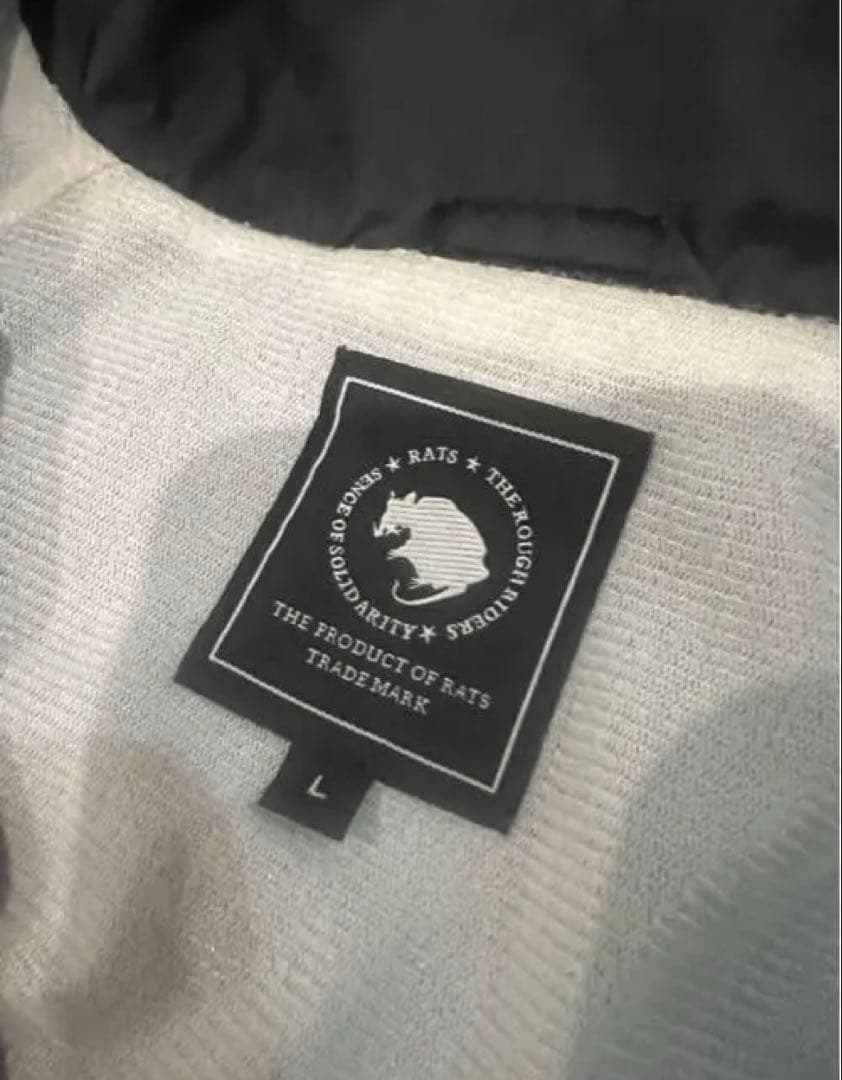 ★ RATS ★ THE ROUGH RIDERS ★ SENCE OF SOLIDARITY
THE PRODUCT OF RATS
TRADE MARK
L